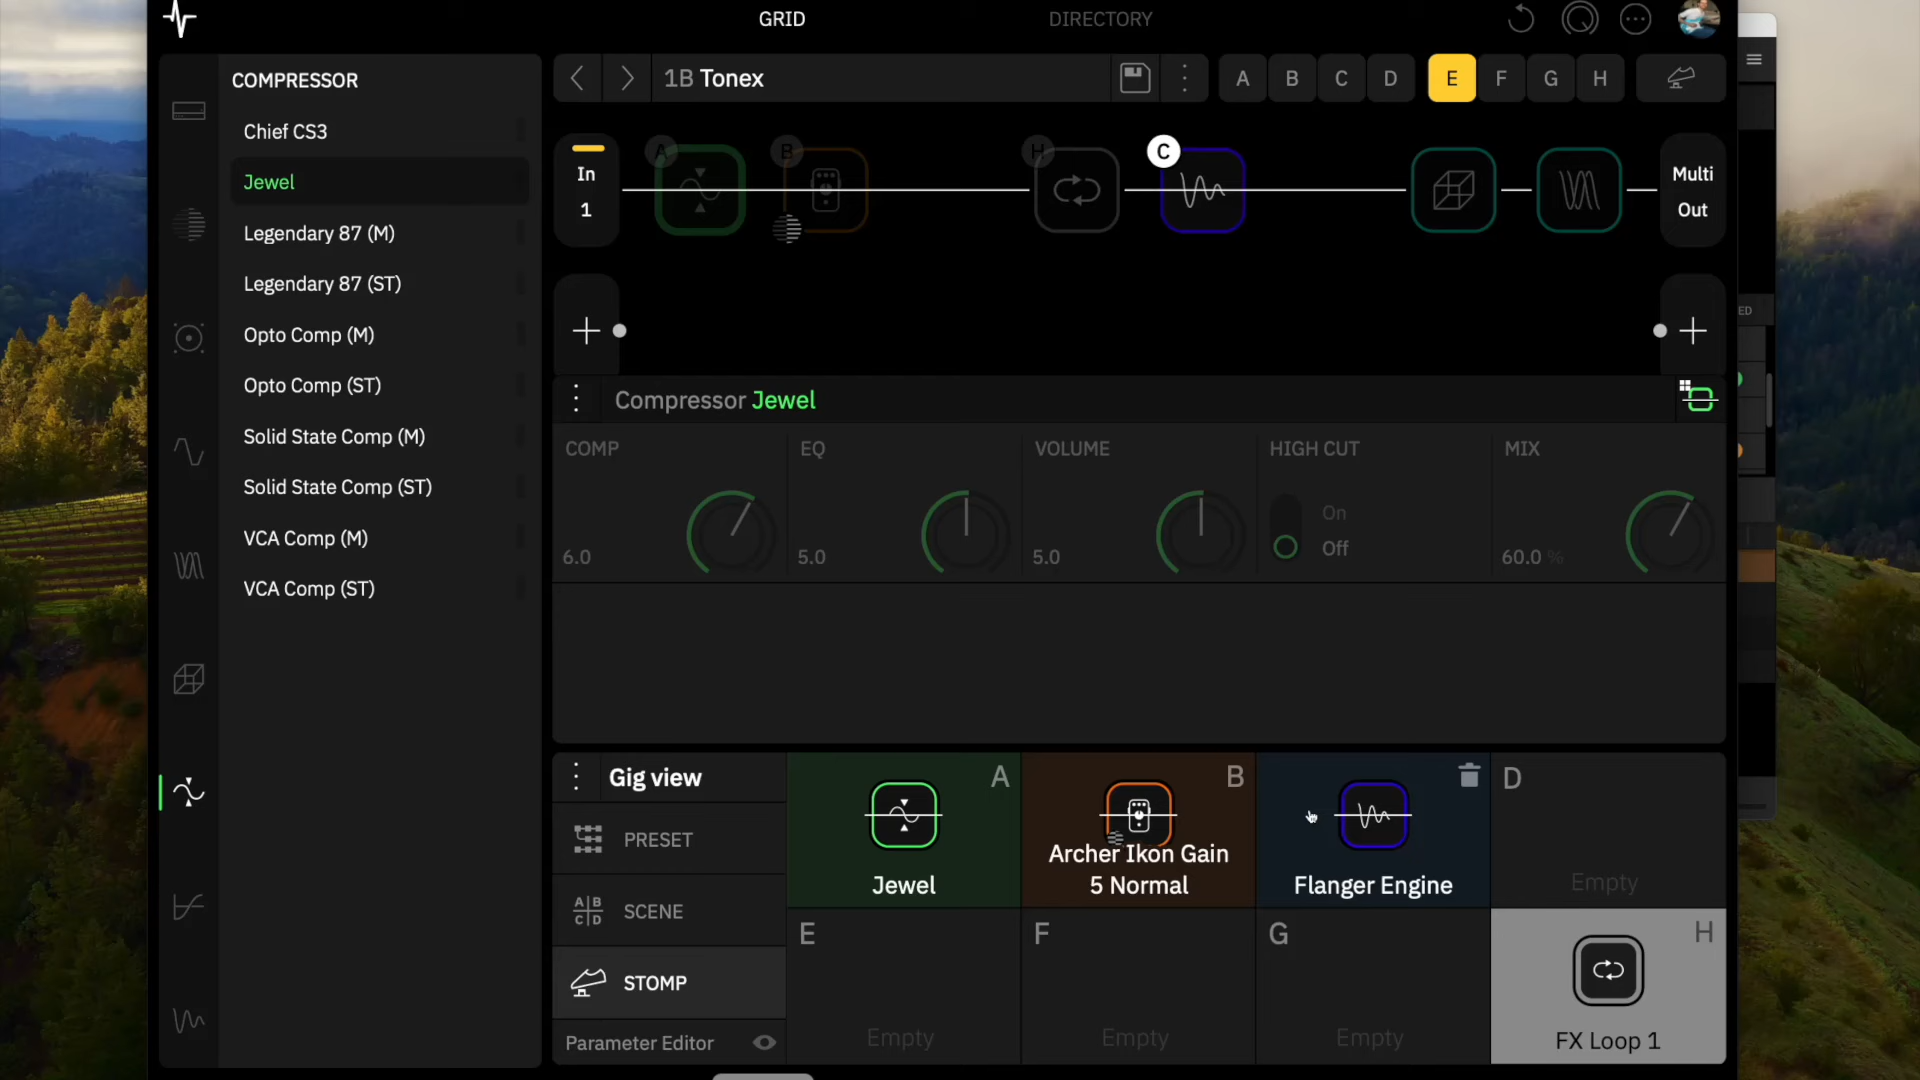 GRID
DIRECTORY
COMPRESSOR
Chief CS3
Jewel
Legendary 87 (M)
Legendary 87 (ST)
Opto Comp (M)
Opto Comp (ST)
Solid State Comp (M)
Solid State Comp (ST)
VCA Comp (M)
VCA Comp (ST)
1B Tonex
A B C D E F G H
In
1
A
B
H
C
Multi
Out
ED
Compressor Jewel
COMP
EQ
VOLUME
HIGH CUT
MIX
On
Off
6.0
5.0
5.0
60.0 %
Gig view
PRESET
A B
C D
SCENE
STOMP
Parameter Editor
A
Jewel
B
Archer Ikon Gain
5 Normal
C
Flanger Engine
D
Empty
E
Empty
F
Empty
G
Empty
H
FX Loop 1